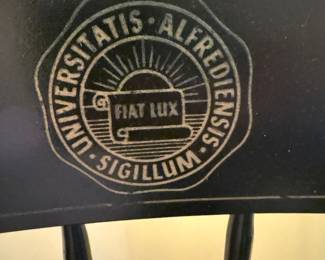 UNIVERSITATIS · ALFREDIENSIS · SIGILLUM ·
FIAT LUX